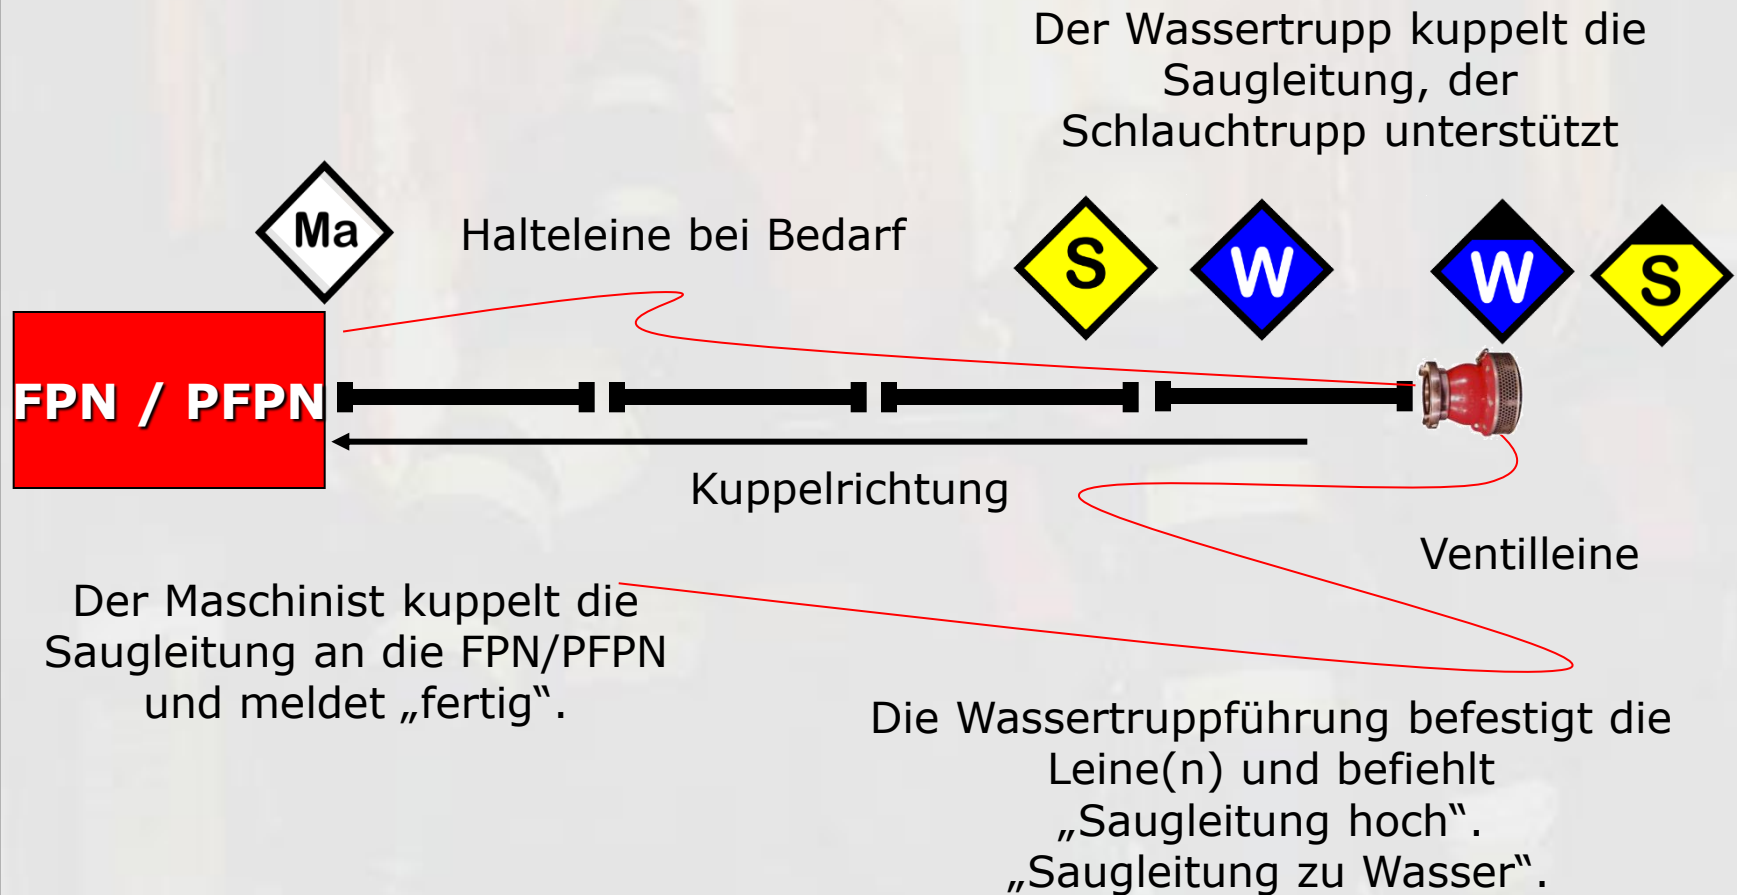 Der Wassertrupp kuppelt die
Saugleitung, der
Schlauchtrupp unterstützt
Ma
Halteleine bei Bedarf
S
W
W
S
FPN / PFPN
Kuppelrichtung
Ventilleine
Der Maschinist kuppelt die
Saugleitung an die FPN/PFPN
und meldet „fertig“.
Die Wassertruppführung befestigt die
Leine(n) und befiehlt
„Saugleitung hoch“.
„Saugleitung zu Wasser“.